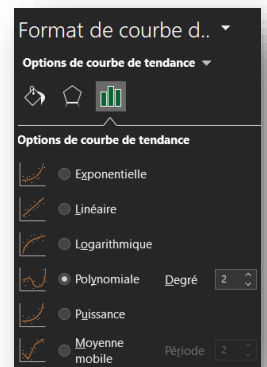 Format de courbe d..
Options de courbe de tendance
Options de courbe de tendance
Exponentielle
Linéaire
Logarithmique
Polynomiale Degré 2
Puissance
Moyenne
mobile Période 2